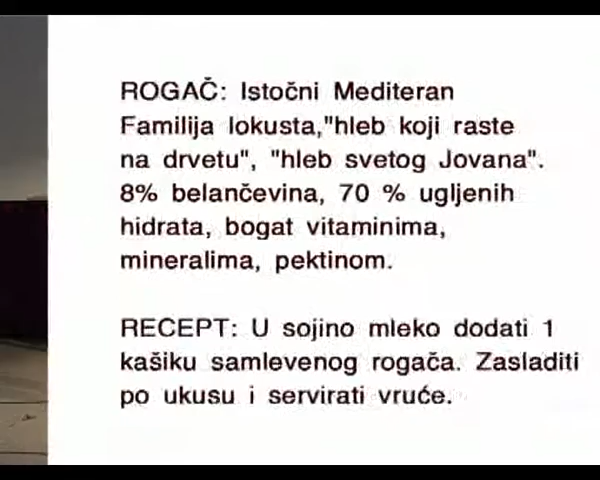 ROGAČ: Istočni Mediteran
Familija lokusta,"hleb koji raste
na drvetu", "hleb svetog Jovana".
8% belančevina, 70 % ugljenih
hidrata, bogat vitaminima,
mineralima, pektinom.
RECEPT: U sojino mleko dodati 1
kašiku samlevenog rogača. Zasladiti
po ukusu i servirati vruće.